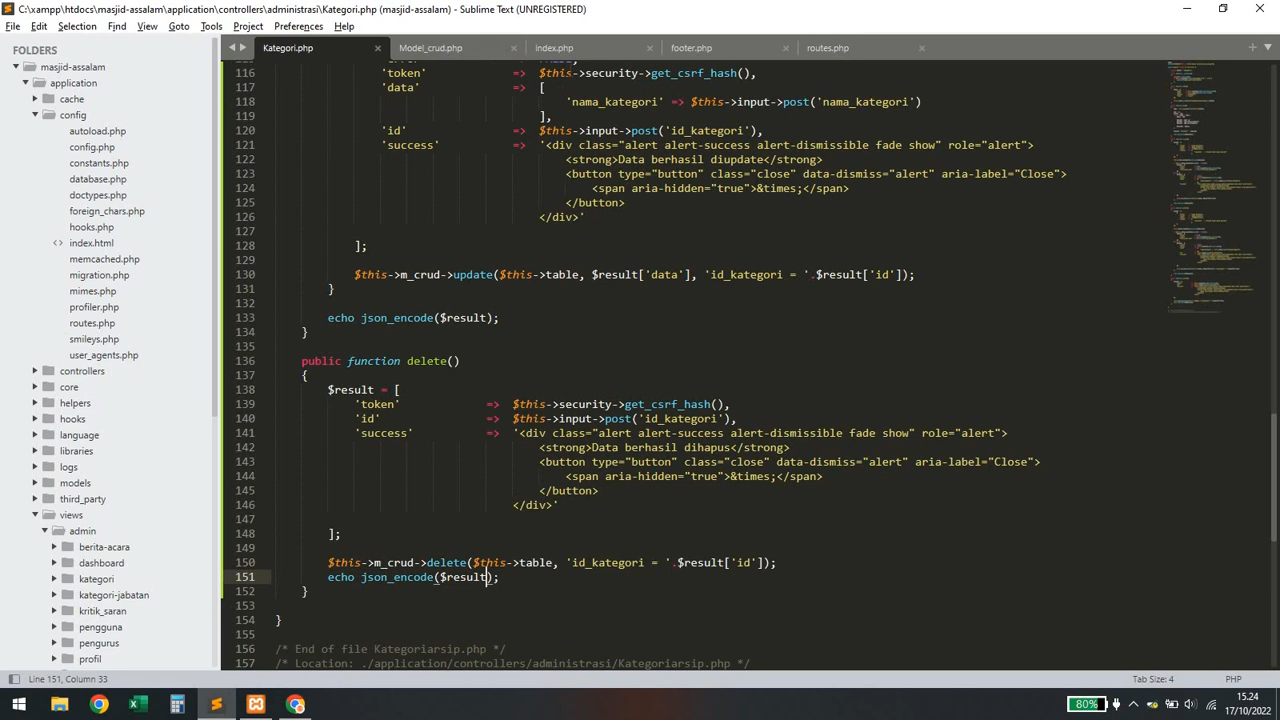 C:\xampp\htdocs\masjid-assalam\application\controllers\administrasi\Kategori.php (masjid-assalam) - Sublime Text (UNREGISTERED)
File Edit Selection Find View Goto Tools Project Preferences Help
FOLDERS
masjid-assalam
application
cache
config
autoload.php
config.php
constants.php
database.php
doctypes.php
foreign_chars.php
hooks.php
index.html
memcached.php
migration.php
mimes.php
profiler.php
routes.php
smileys.php
user_agents.php
controllers
core
helpers
hooks
language
libraries
logs
models
third_party
views
admin
berita-acara
dashboard
kategori
kategori-jabatan
kritik_saran
pengguna
pengurus
profil
Kategori.php Model_crud.php index.php footer.php routes.php
116 'token' => $this->security->get_csrf_hash(),
117 'data' => [
118 'nama_kategori' => $this->input->post('nama_kategori')
119 ],
120 'id' => $this->input->post('id_kategori'),
121 'success' => '<div class="alert alert-success alert-dismissible fade show" role="alert">
122 <strong>Data berhasil diupdate</strong>
123 <button type="button" class="close" data-dismiss="alert" aria-label="Close">
124 <span aria-hidden="true">&times;</span>
125 </button>
126 </div>'
127
128 ];
129
130 $this->m_crud->update($this->table, $result['data'], 'id_kategori = '.$result['id']);
131 }
132
133 echo json_encode($result);
134 }
135
136 public function delete()
137 {
138 $result = [
139 'token' => $this->security->get_csrf_hash(),
140 'id' => $this->input->post('id_kategori'),
141 'success' => '<div class="alert alert-success alert-dismissible fade show" role="alert">
142 <strong>Data berhasil dihapus</strong>
143 <button type="button" class="close" data-dismiss="alert" aria-label="Close">
144 <span aria-hidden="true">&times;</span>
145 </button>
146 </div>'
147
148 ];
149
150 $this->m_crud->delete($this->table, 'id_kategori = '.$result['id']);
151 echo json_encode($result);
152 }
153
154 }
155
156 /* End of file Kategoriarsip.php */
157 /* Location: ./application/controllers/administrasi/Kategoriarsip.php */
Line 151, Column 33 Tab Size: 4 PHP
80% 15.24
17/10/2022